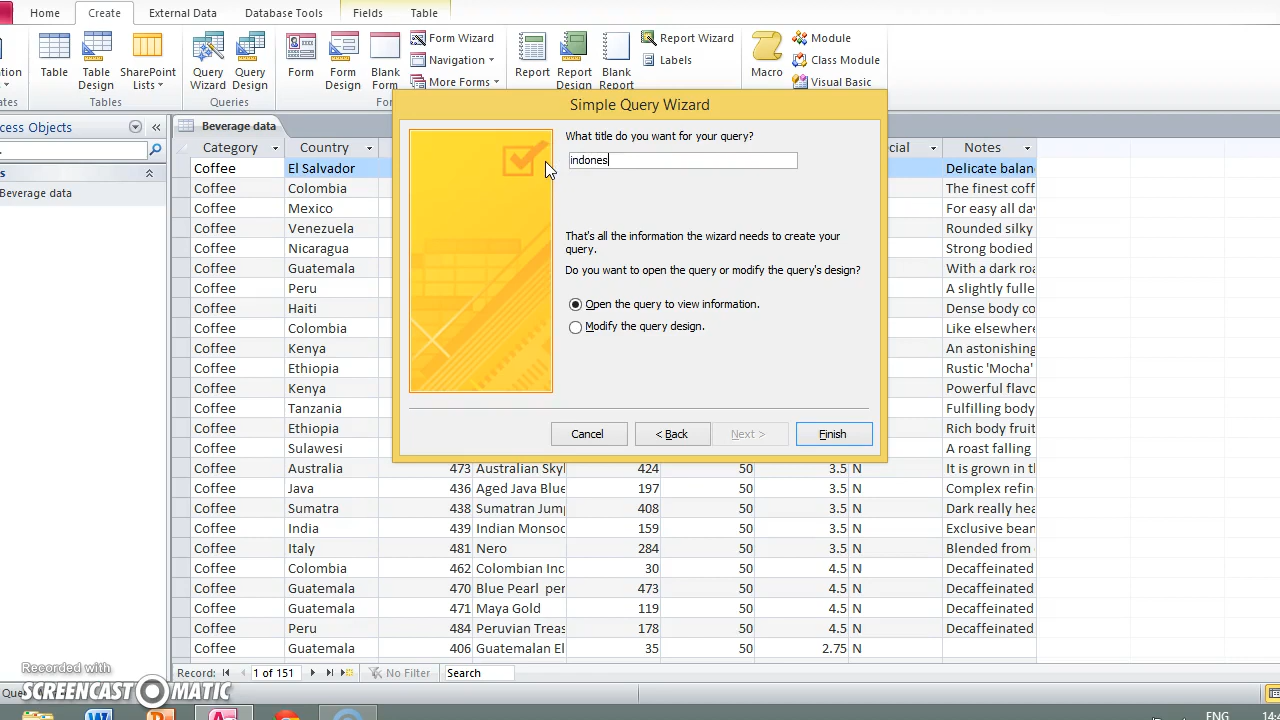 Home Create External Data Database Tools Fields Table
Form Wizard Report Wizard Module
Navigation Labels Class Module
Table Table Design SharePoint Lists Query Wizard Query Design Form Form Design Blank Form More Forms Report Report Design Blank Report Macro Visual Basic
Tables Queries
Simple Query Wizard
What title do you want for your query?
indones
That's all the information the wizard needs to create your
query.
Do you want to open the query or modify the query's design?
Open the query to view information.
Modify the query design.
Cancel < Back Next > Finish
Beverage data
Beverage data
Category Country Notes
Coffee El Salvador Delicate balan
Coffee Colombia The finest coff
Coffee Mexico For easy all da
Coffee Venezuela Rounded silky
Coffee Nicaragua Strong bodied
Coffee Guatemala With a dark roa
Coffee Peru A slightly fulle
Coffee Haiti Dense body co
Coffee Colombia Like elsewhere
Coffee Kenya An astonishing
Coffee Ethiopia Rustic 'Mocha'
Coffee Kenya Powerful flavo
Coffee Tanzania Fulfilling body
Coffee Ethiopia Rich body fruit
Coffee Sulawesi A roast falling
Coffee Australia 473 Australian Sky 424 50 3.5 N It is grown in t
Coffee Java 436 Aged Java Blue 197 50 3.5 N Complex refin
Coffee Sumatra 438 Sumatran Jum 408 50 3.5 N Dark really hea
Coffee India 439 Indian Monsoo 159 50 3.5 N Exclusive bean
Coffee Italy 481 Nero 284 50 3.5 N Blended from
Coffee Colombia 462 Colombian Inc 30 50 4.5 N Decaffeinated
Coffee Guatemala 470 Blue Pearl per 473 50 4.5 N Decaffeinated
Coffee Guatemala 471 Maya Gold 119 50 4.5 N Decaffeinated
Coffee Peru 484 Peruvian Treas 178 50 4.5 N Decaffeinated
Coffee Guatemala 406 Guatemalan El 35 50 2.75 N
Record: 1 of 151 No Filter Search
Recorded with
SCREENCAST MATIC
ENG